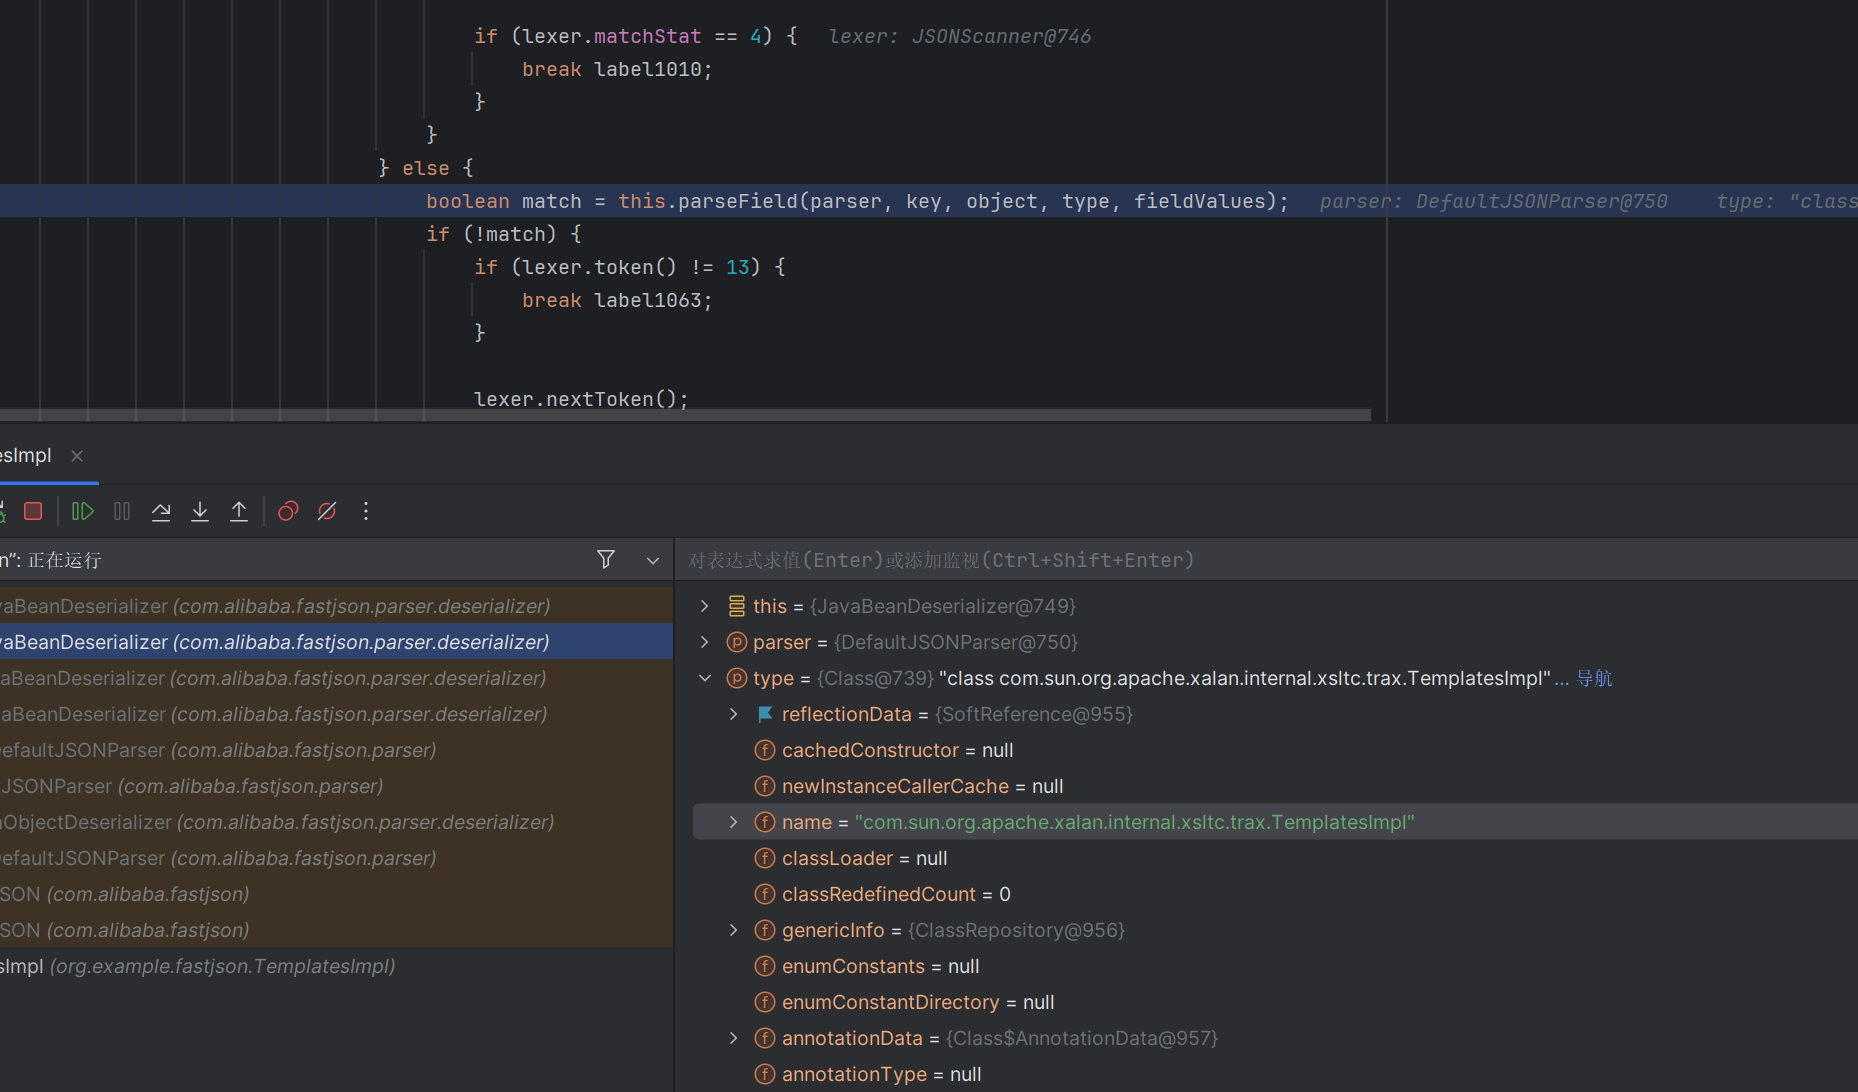 if (lexer.matchStat == 4) {   lexer: JSONScanner@746
break label1010;
}
}
} else {
boolean match = this.parseField(parser, key, object, type, fieldValues);   parser: DefaultJSONParser@750    type: "class
if (!match) {
if (lexer.token() != 13) {
break label1063;
}
lexer.nextToken();
esImpl
n": 正在运行
对表达式求值(Enter)或添加监视(Ctrl+Shift+Enter)
vaBeanDeserializer (com.alibaba.fastjson.parser.deserializer)
vaBeanDeserializer (com.alibaba.fastjson.parser.deserializer)
aBeanDeserializer (com.alibaba.fastjson.parser.deserializer)
aBeanDeserializer (com.alibaba.fastjson.parser.deserializer)
efaultJSONParser (com.alibaba.fastjson.parser)
JSONParser (com.alibaba.fastjson.parser)
ObjectDeserializer (com.alibaba.fastjson.parser.deserializer)
efaultJSONParser (com.alibaba.fastjson.parser)
SON (com.alibaba.fastjson)
SON (com.alibaba.fastjson)
sImpl (org.example.fastjson.TemplatesImpl)
this = {JavaBeanDeserializer@749}
parser = {DefaultJSONParser@750}
type = {Class@739} "class com.sun.org.apache.xalan.internal.xsltc.trax.TemplatesImpl" ... 导航
reflectionData = {SoftReference@955}
cachedConstructor = null
newInstanceCallerCache = null
name = "com.sun.org.apache.xalan.internal.xsltc.trax.TemplatesImpl"
classLoader = null
classRedefinedCount = 0
genericInfo = {ClassRepository@956}
enumConstants = null
enumConstantDirectory = null
annotationData = {Class$AnnotationData@957}
annotationType = null